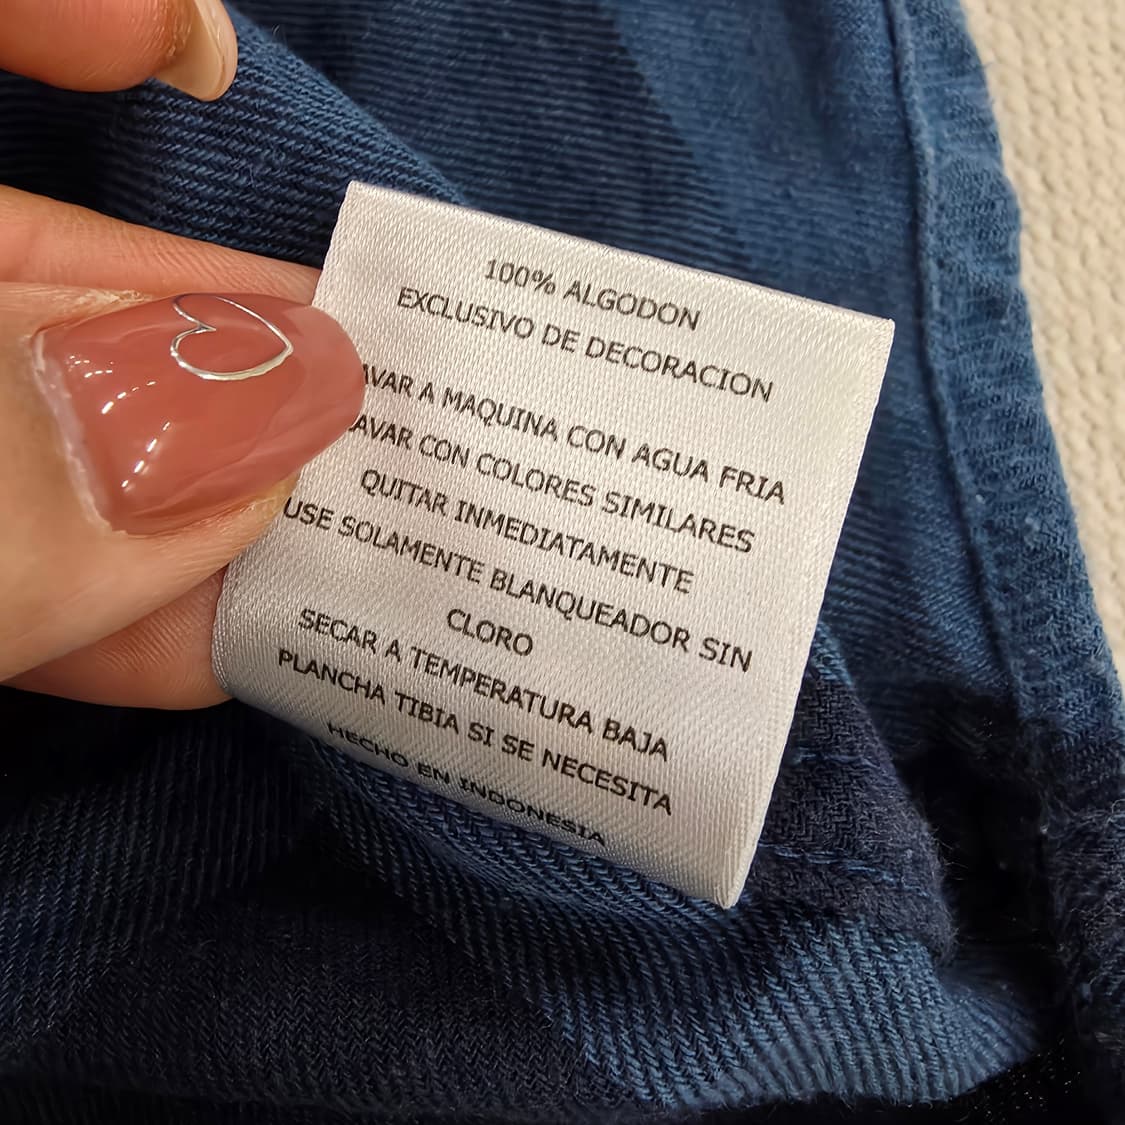 100% ALGODON
EXCLUSIVO DE DECORACION
AVAR A MAQUINA CON AGUA FRIA
LAVAR CON COLORES SIMILARES
QUITAR INMEDIATAMENTE
USE SOLAMENTE BLANQUEADOR SIN
CLORO
SECAR A TEMPERATURA BAJA
PLANCHA TIBIA SI SE NECESITA
HECHO EN INDONESIA